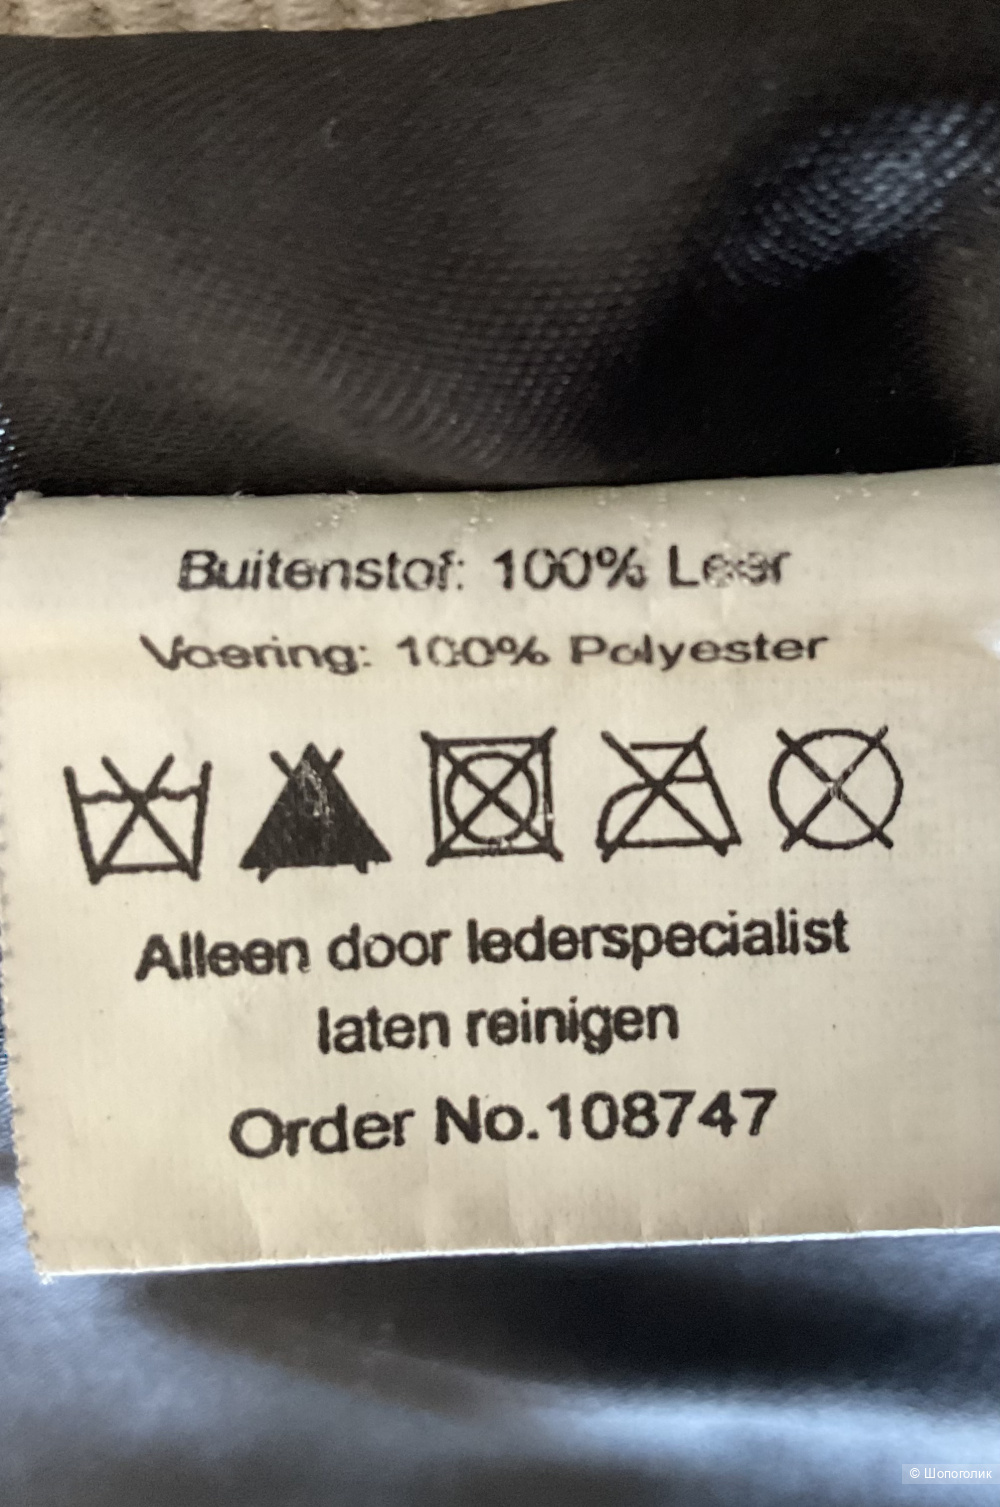 Buitenstof: 100% Leer
Voering: 100% Polyester
Alleen door lederspecialist
laten reinigen
Order No.108747
© Шопоголик